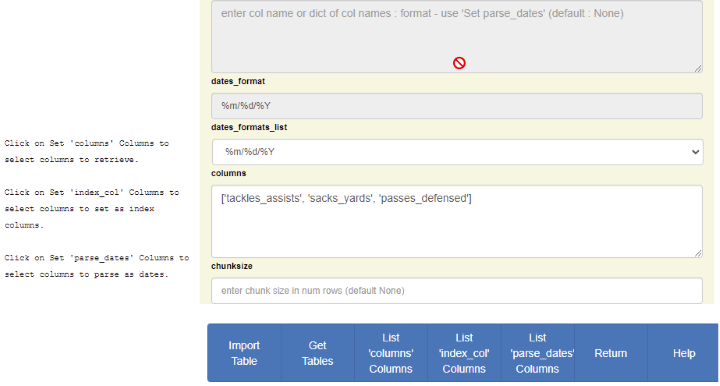 enter col name or dict of col names : format - use 'Set parse_dates' (default : None)
dates_format
%m/%d/%Y
dates_formats_list
%m/%d/%Y
Click on Set 'columns' Columns to
select columns to retrieve.
columns
['tackles_assists', 'sacks_yards', 'passes_defensed']
Click on Set 'index_col' Columns to
select columns to set as index
columns.
Click on Set 'parse_dates' Columns to
select columns to parse as dates.
chunksize
enter chunk size in num rows (default None)
Import
Table
Get
Tables
List
'columns'
Columns
List
'index_col'
Columns
List
'parse_dates'
Columns
Return
Help